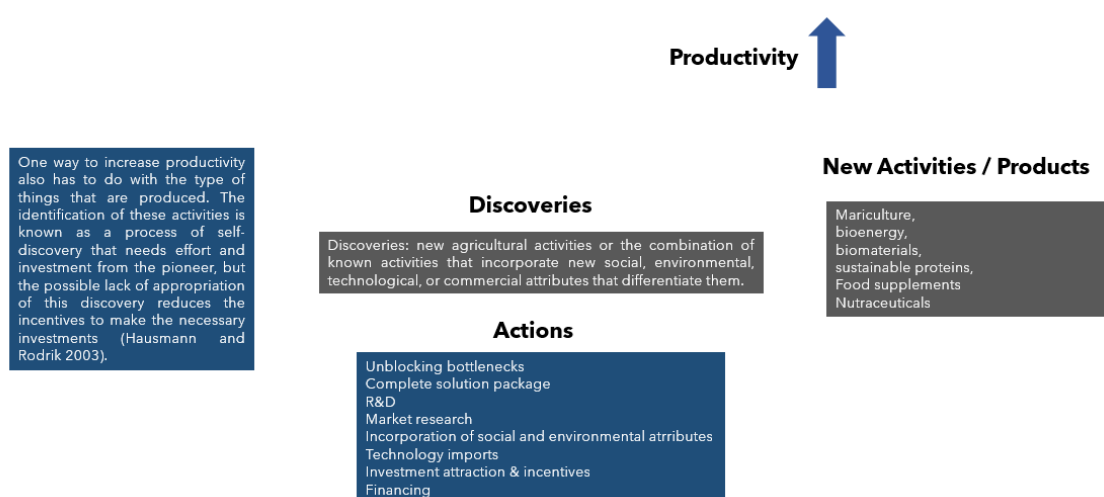 Productivity
One way to increase productivity
also has to do with the type of
things that are produced. The
identification of these activities is
known as a process of self-
discovery that needs effort and
investment from the pioneer, but
the possible lack of appropriation
of this discovery reduces the
incentives to make the necessary
investments (Hausmann and
Rodrik 2003).
Discoveries
Discoveries: new agricultural activities or the combination of
known activities that incorporate new social, environmental,
technological, or commercial attributes that differentiate them.
Actions
Unblocking bottlenecks
Complete solution package
R&D
Market research
Incorporation of social and environmental atrributes
Technology imports
Investment attraction & incentives
Financing
New Activities / Products
Mariculture,
bioenergy,
biomaterials,
sustainable proteins,
Food supplements
Nutraceuticals